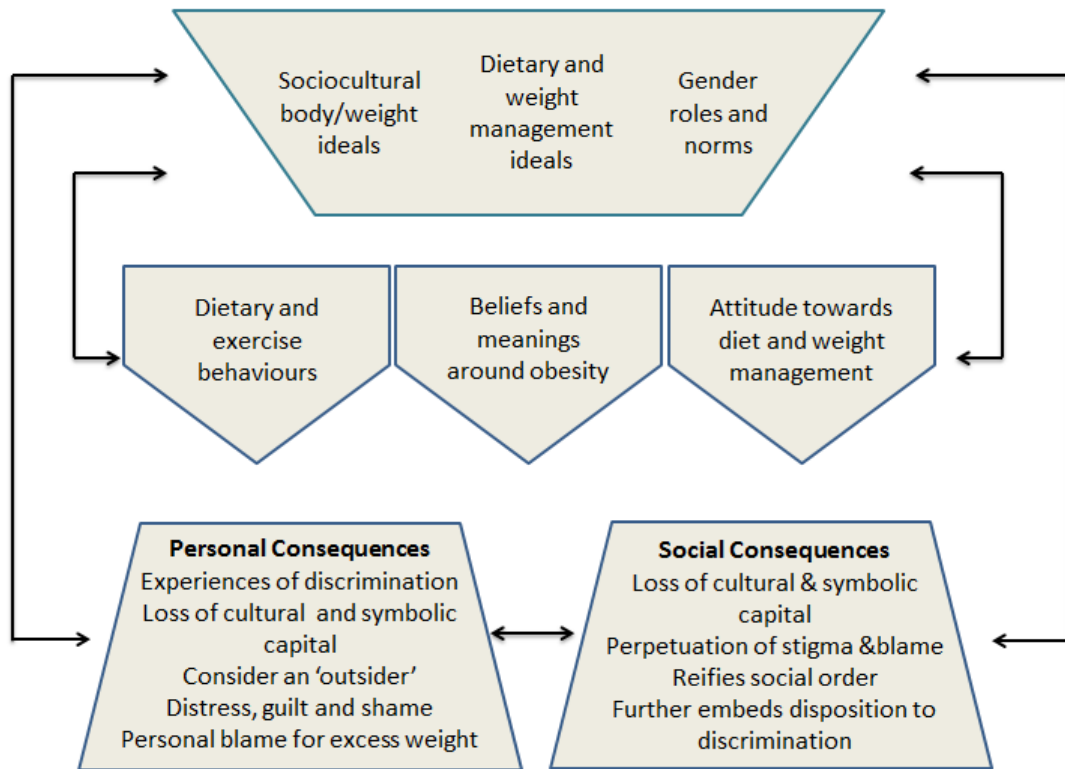 Sociocultural
body/weight
ideals
Dietary and
weight
management
ideals
Gender
roles and
norms
Dietary and
exercise
behaviours
Beliefs and
meanings
around obesity
Attitude towards
diet and weight
management
Personal Consequences
Experiences of discrimination
Loss of cultural and symbolic
capital
Consider an ‘outsider’
Distress, guilt and shame
Personal blame for excess weight
Social Consequences
Loss of cultural & symbolic
capital
Perpetuation of stigma &blame
Reifies social order
Further embeds disposition to
discrimination